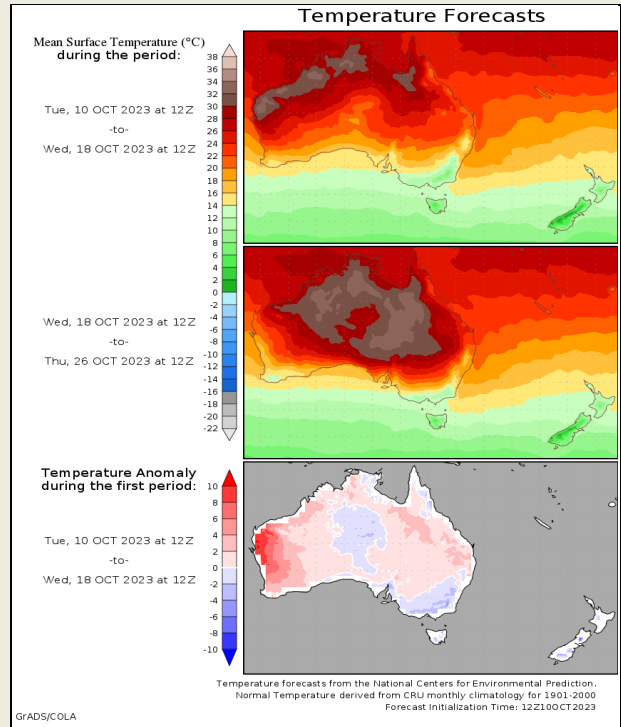 Temperature Forecasts
Mean Surface Temperature (°C)
during the period:
Tue, 10 OCT 2023 at 12Z
-to-
Wed, 18 OCT 2023 at 12Z
38
36
34
32
30
28
26
24
22
20
18
16
14
12
10
8
6
4
2
0
-2
-4
-6
-8
-10
-12
-14
-16
-18
-20
-22
Wed, 18 OCT 2023 at 12Z
-to-
Thu, 26 OCT 2023 at 12Z
Temperature Anomaly
during the first period:
Tue, 10 OCT 2023 at 12Z
-to-
Wed, 18 OCT 2023 at 12Z
10
8
6
4
2
0
-2
-4
-6
-8
-10
Temperature forecasts from the National Centers for Environmental Prediction.
Normal Temperature derived from CRU monthly climatology for 1901-2000
Forecast Initialization Time: 12Z10OCT2023
GrADS/COLA